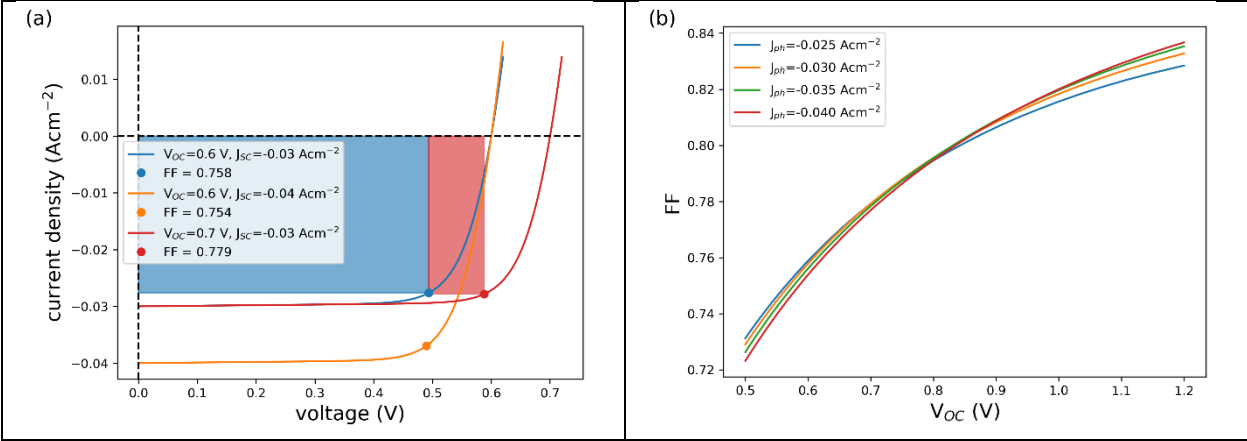 (a)
current density (Acm⁻²)
0.01
0.00
−0.01
−0.02
−0.03
−0.04
V_OC=0.6 V, J_SC=-0.03 Acm⁻²
FF = 0.758
V_OC=0.6 V, J_SC=-0.04 Acm⁻²
FF = 0.754
V_OC=0.7 V, J_SC=-0.03 Acm⁻²
FF = 0.779
0.0 0.1 0.2 0.3 0.4 0.5 0.6 0.7
voltage (V)
(b)
FF
0.84
0.82
0.80
0.78
0.76
0.74
0.72
J_ph=-0.025 Acm⁻²
J_ph=-0.030 Acm⁻²
J_ph=-0.035 Acm⁻²
J_ph=-0.040 Acm⁻²
0.5 0.6 0.7 0.8 0.9 1.0 1.1 1.2
V_OC (V)